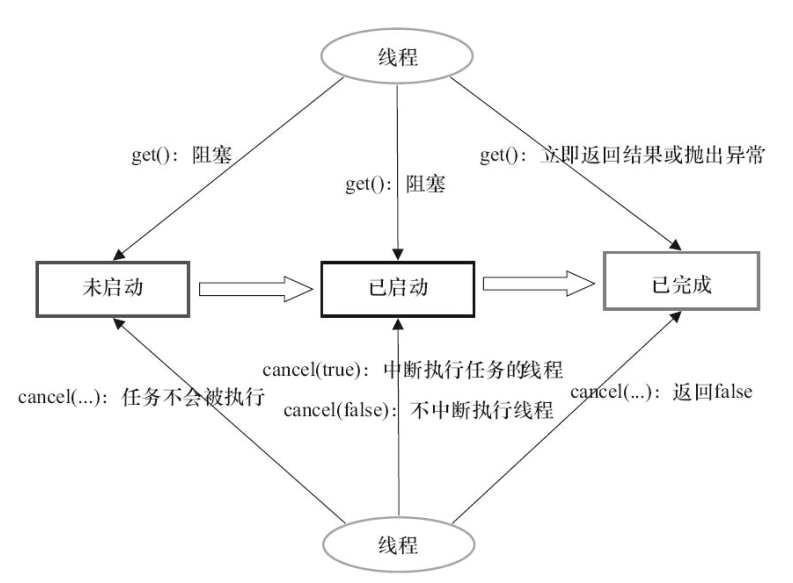 线程
get()：阻塞
get()：阻塞
get()：立即返回结果或抛出异常
未启动
已启动
已完成
cancel(...)：任务不会被执行
cancel(true)：中断执行任务的线程
cancel(false)：不中断执行线程
cancel(...)：返回false
线程